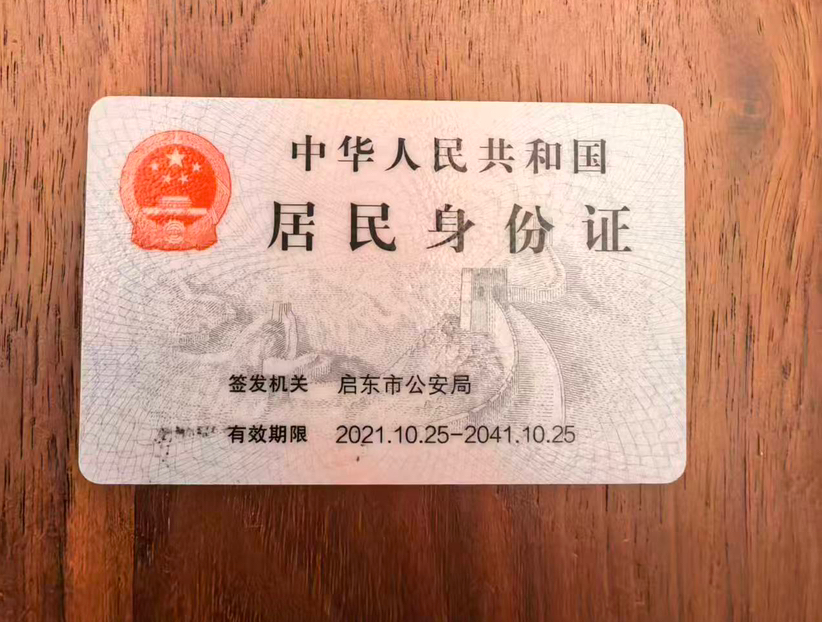 中华人民共和国
居民身份证
签发机关 启东市公安局
有效期限 2021.10.25-2041.10.25